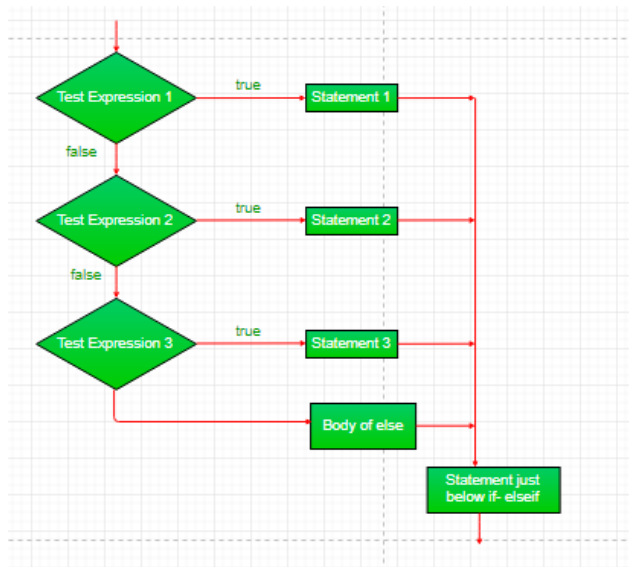 true
Test Expression 1
Statement 1
false
true
Test Expression 2
Statement 2
false
true
Test Expression 3
Statement 3
Body of else
Statement just
below if- elseif